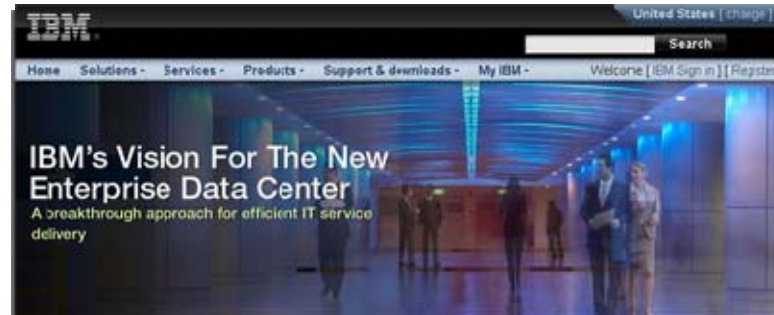 IBM.
United States [ change ]
Search
Home Solutions Services Products Support & downloads My IBM Welcome [ IBM Sign in ] [ Register
IBM's Vision For The New
Enterprise Data Center
A breakthrough approach for efficient IT service
delivery